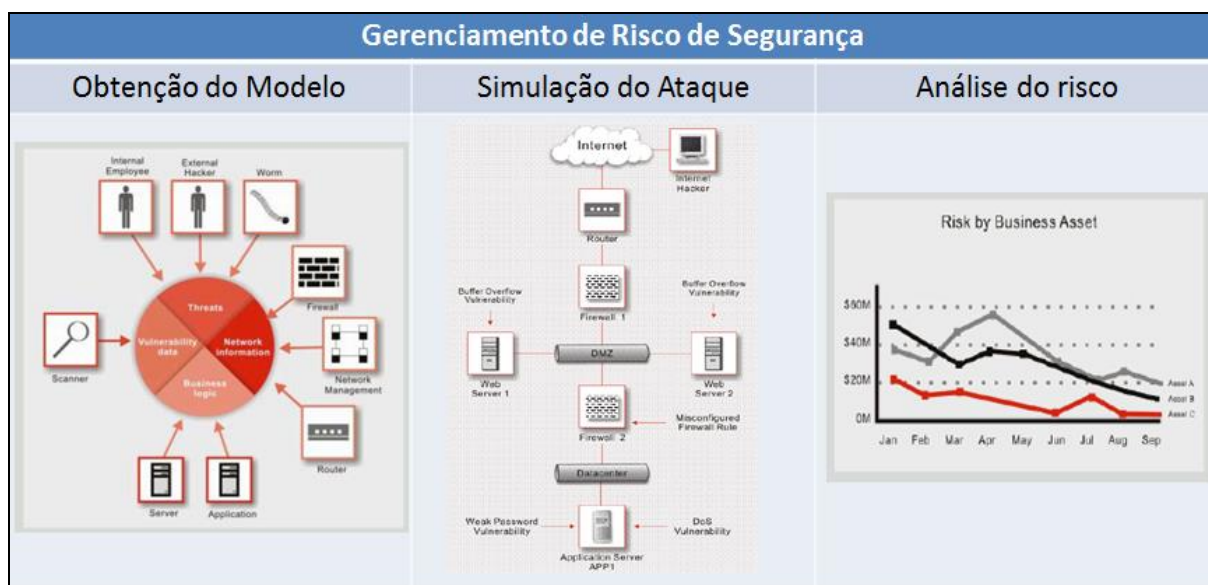 Gerenciamento de Risco de Segurança
Obtenção do Modelo
Simulação do Ataque
Análise do risco
Internal
Employee
External
Hacker
Worm
Firewall
Threats
Vulnerability
data
Network
information
Business
logic
Scanner
Network
Management
Router
Server
Application
Internet
Internet
Hacker
Router
Buffer Overflow
Vulnerability
Buffer Overflow
Vulnerability
Firewall 1
DMZ
Web
Server 1
Web
Server 2
Firewall 2
Misconfigured
Firewall Rule
Datacenter
Weak Password
Vulnerability
DoS
Vulnerability
Application Server
APP1
Risk by Business Asset
$60M
$40M
$20M
0M
Asset A
Asset B
Asset C
Jan Feb Mar Apr May Jun Jul Aug Sep